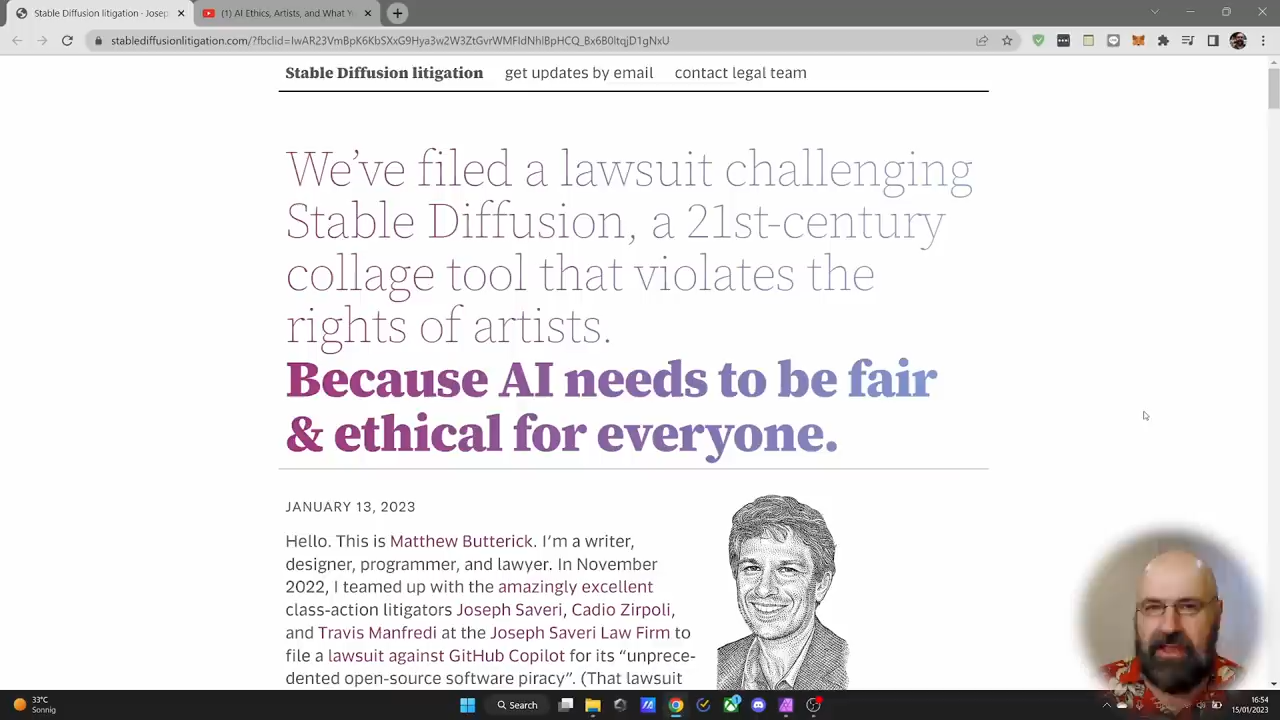 Stable Diffusion litigation - Josep
(1) AI Ethics, Artists, and What Y
stablediffusionlitigation.com/?fbclid=IwAR23VmBpK6KbSXxG9Hya3w2W3ZtGvrWMFIdNhlBpHCQ_Bx6B0ltqjD1gNxU
Stable Diffusion litigation get updates by email contact legal team
We’ve filed a lawsuit challenging
Stable Diffusion, a 21st-century
collage tool that violates the
rights of artists.
Because AI needs to be fair
& ethical for everyone.
JANUARY 13, 2023
Hello. This is Matthew Butterick. I’m a writer,
designer, programmer, and lawyer. In November
2022, I teamed up with the amazingly excellent
class-action litigators Joseph Saveri, Cadio Zirpoli,
and Travis Manfredi at the Joseph Saveri Law Firm to
file a lawsuit against GitHub Copilot for its “unprece-
dented open-source software piracy”. (That lawsuit
33°C
Sonnig
Search
16:54
15/01/2023